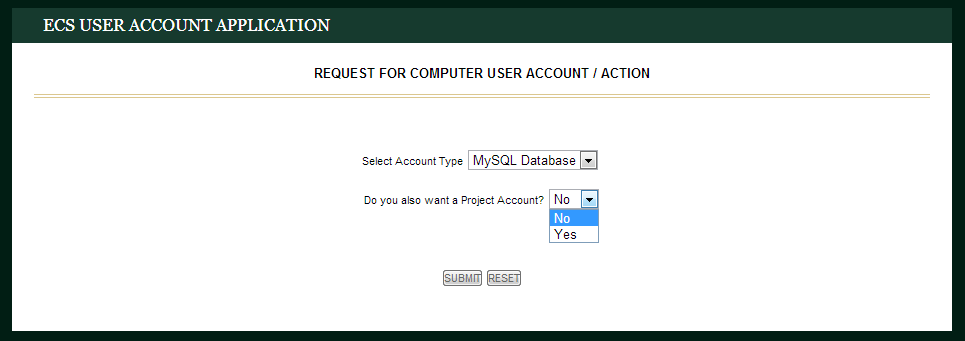 ECS USER ACCOUNT APPLICATION
REQUEST FOR COMPUTER USER ACCOUNT / ACTION
Select Account Type MySQL Database
Do you also want a Project Account? No
No
Yes
SUBMIT RESET